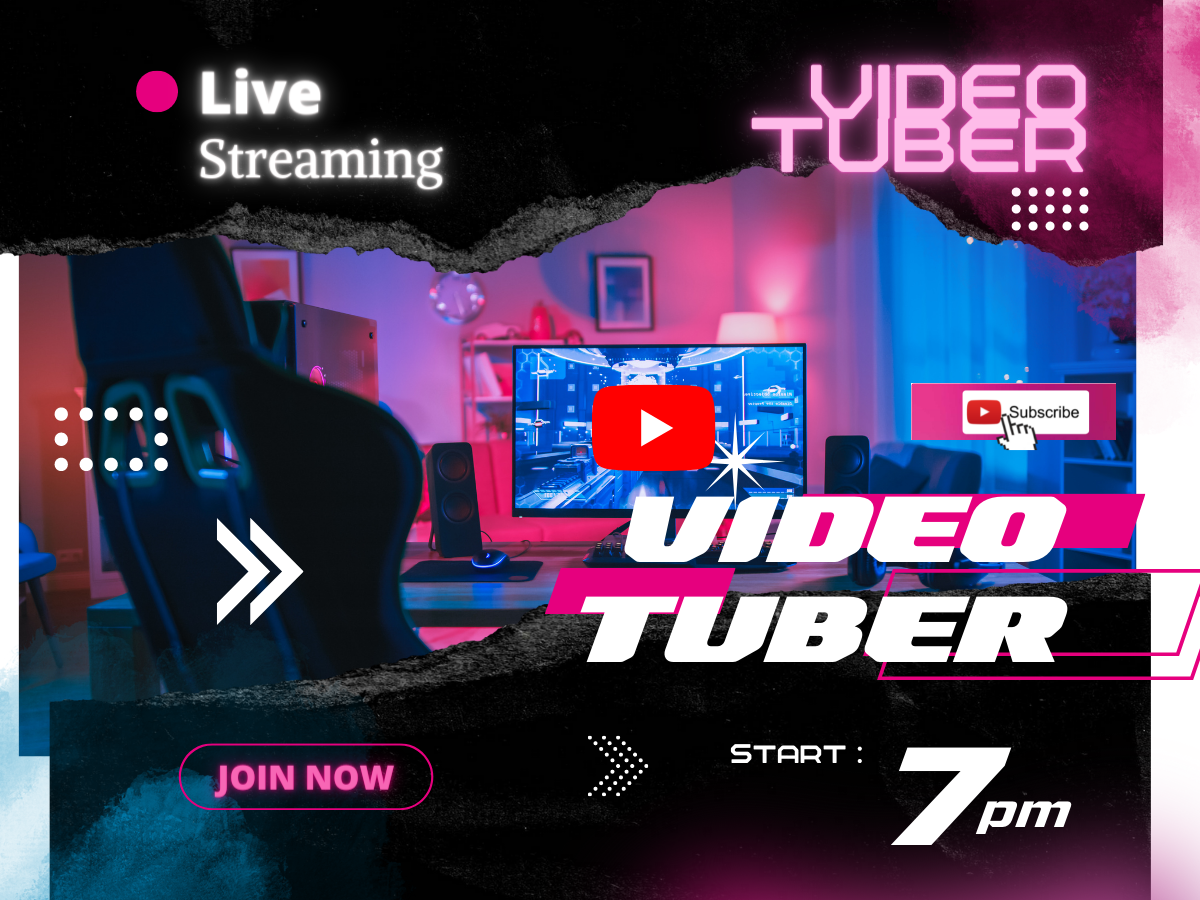 Live
Streaming
VIDEO
TUBER
Subscribe
VIDEO
TUBER
JOIN NOW
START :
7pm